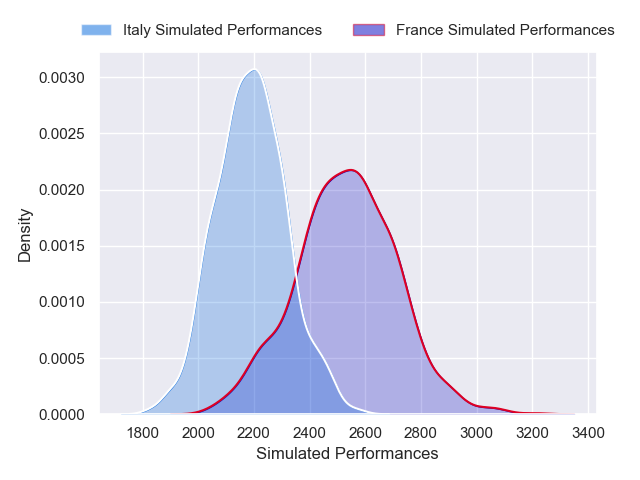 Italy Simulated Performances France Simulated Performances
0.0030
0.0025
0.0020
0.0015
0.0010
0.0005
0.0000
Density
1800 2000 2200 2400 2600 2800 3000 3200 3400
Simulated Performances